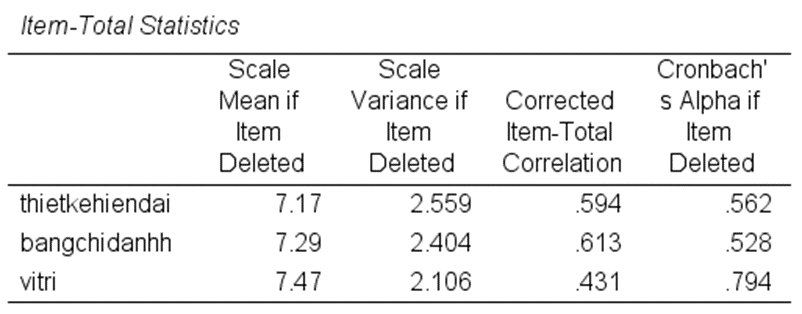 Item-Total Statistics
Scale Mean if Item Deleted Scale Variance if Item Deleted Corrected Item-Total Correlation Cronbach' s Alpha if Item Deleted
thietkehiendai 7.17 2.559 .594 .562
bangchidanhh 7.29 2.404 .613 .528
vitri 7.47 2.106 .431 .794